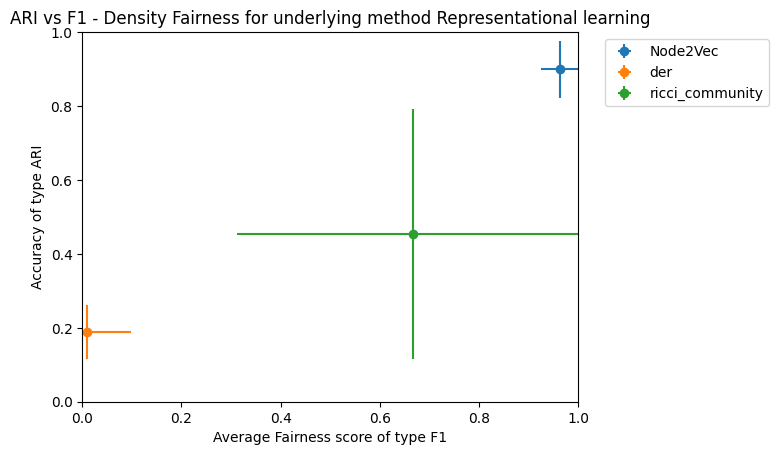 ARI vs F1 - Density Fairness for underlying method Representational learning
1.0
0.8
0.6
0.4
0.2
0.0
Accuracy of type ARI
0.0 0.2 0.4 0.6 0.8 1.0
Average Fairness score of type F1
Node2Vec
der
ricci_community